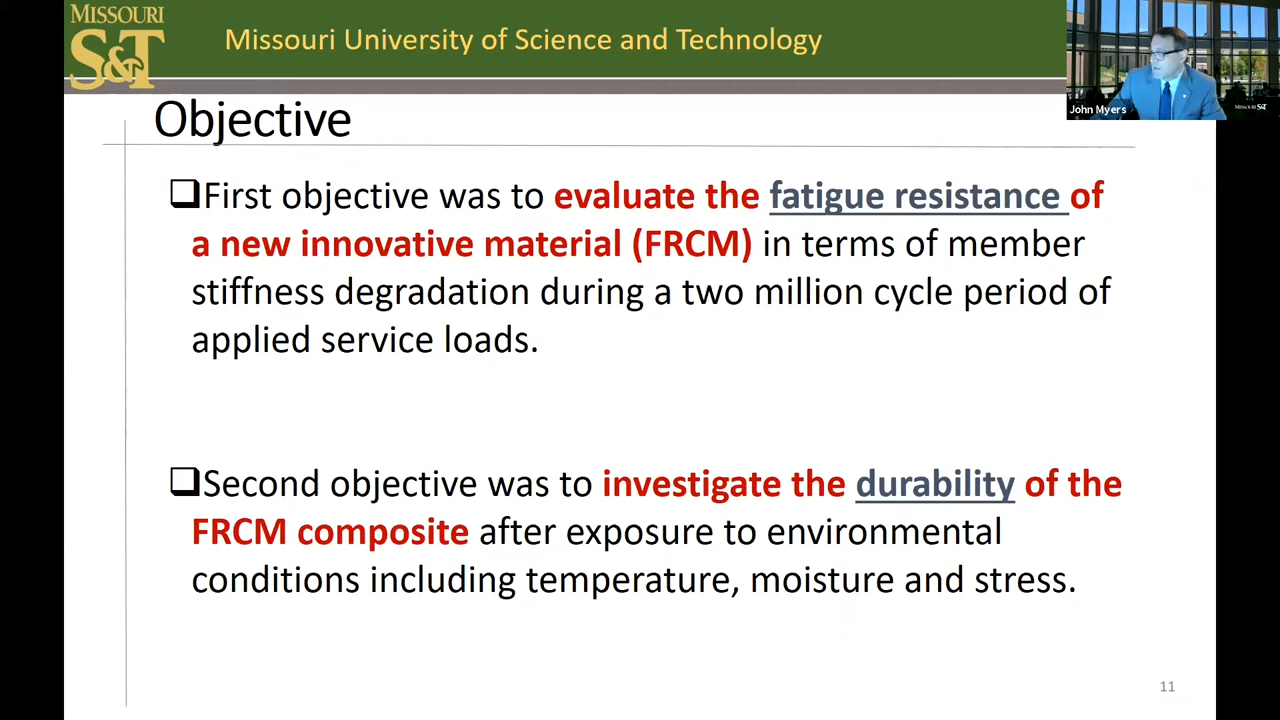 MISSOURI
S&T
Missouri University of Science and Technology
John Myers
MISSOURI S&T
Objective
First objective was to evaluate the fatigue resistance of
a new innovative material (FRCM) in terms of member
stiffness degradation during a two million cycle period of
applied service loads.
Second objective was to investigate the durability of the
FRCM composite after exposure to environmental
conditions including temperature, moisture and stress.
11